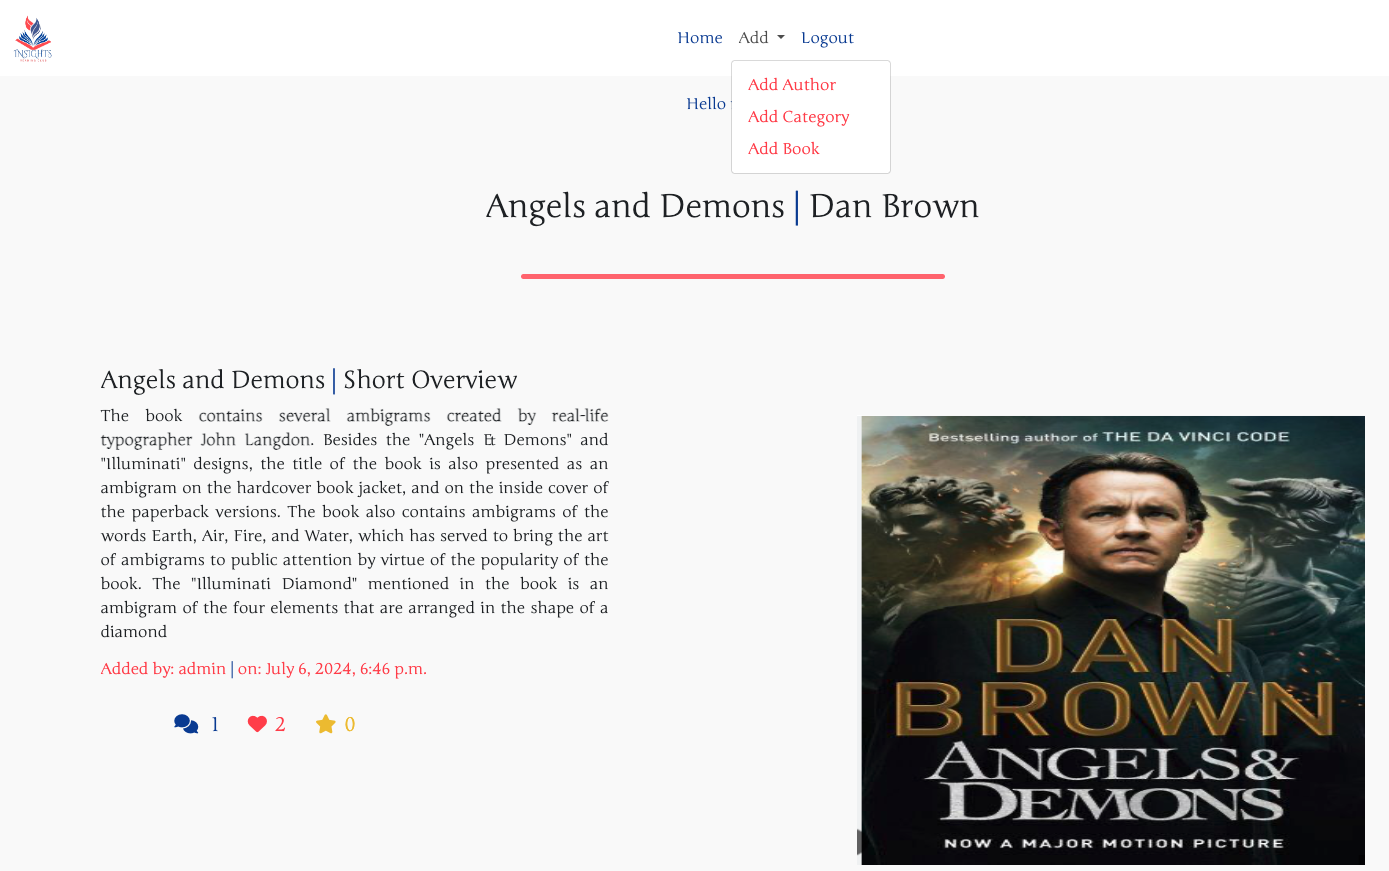 INSIGHTS
Home Add Logout
Add Author
Hello
Add Category
Add Book
Angels and Demons | Dan Brown
Angels and Demons | Short Overview
The book contains several ambigrams created by real-life
typographer John Langdon. Besides the "Angels & Demons" and
"Illuminati" designs, the title of the book is also presented as an
ambigram on the hardcover book jacket, and on the inside cover of
the paperback versions. The book also contains ambigrams of the
words Earth, Air, Fire, and Water, which has served to bring the art
of ambigrams to public attention by virtue of the popularity of the
book. The "Illuminati Diamond" mentioned in the book is an
ambigram of the four elements that are arranged in the shape of a
diamond
Added by: admin | on: July 6, 2024, 6:46 p.m.
1 2 0
Bestselling author of THE DA VINCI CODE
DAN
BROWN
ANGELS &
DEMONS
NOW A MAJOR MOTION PICTURE